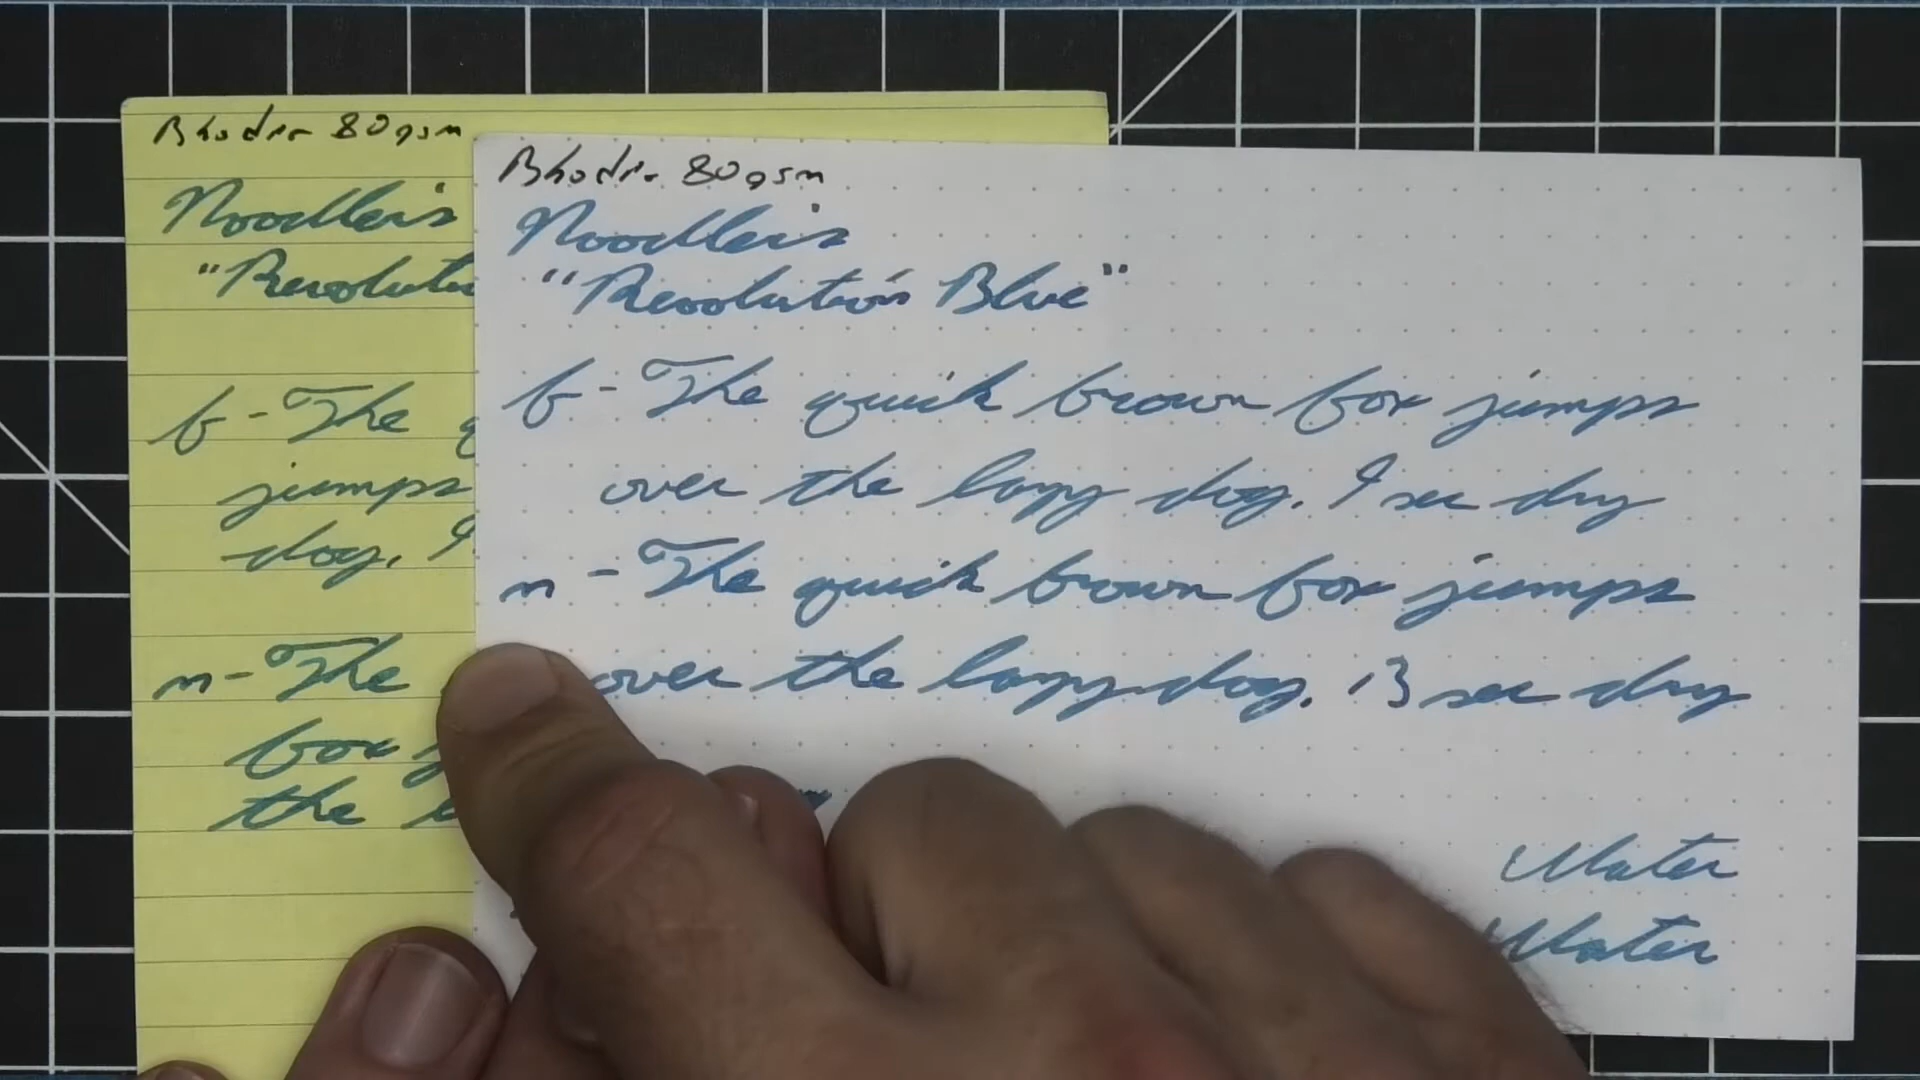 Rhodia 80gsm
Noodler's
"Revolutio
f - The q
jumps
dog. 9
m - The
fox j
the l
Rhodia 80gsm
Noodler's
"Revolution Blue"
f - The quick brown fox jumps
over the lazy dog. 9 sec dry
m - The quick brown fox jumps
over the lazy dog. 13 sec dry
Water
Water